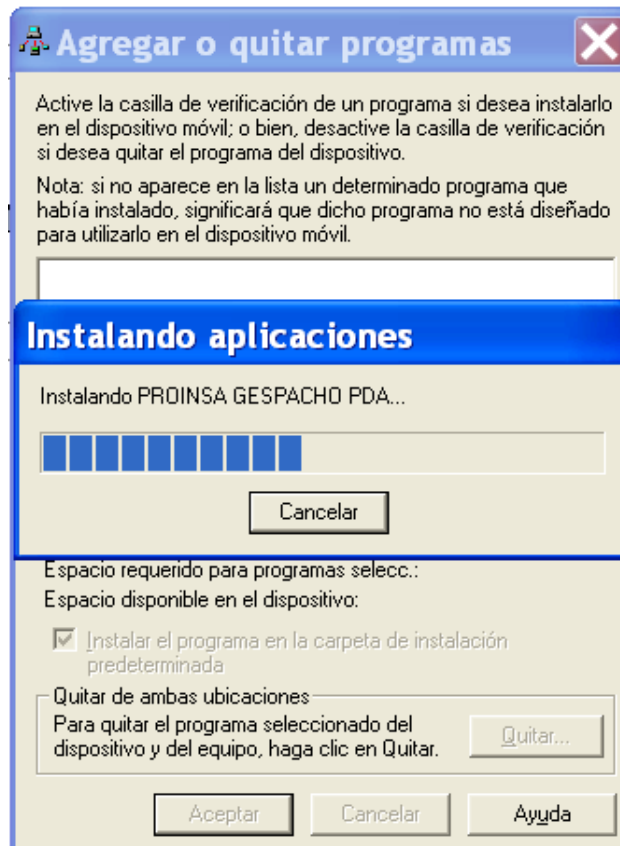 Agregar o quitar programas
Active la casilla de verificación de un programa si desea instalarlo
en el dispositivo móvil; o bien, desactive la casilla de verificación
si desea quitar el programa del dispositivo.
Nota: si no aparece en la lista un determinado programa que
había instalado, significará que dicho programa no está diseñado
para utilizarlo en el dispositivo móvil.
Instalando aplicaciones
Instalando PROINSA GESPACHO PDA...
Cancelar
Espacio requerido para programas selecc.:
Espacio disponible en el dispositivo:
Instalar el programa en la carpeta de instalación
predeterminada
Quitar de ambas ubicaciones
Para quitar el programa seleccionado del
dispositivo y del equipo, haga clic en Quitar.
Quitar...
Aceptar
Cancelar
Ayuda